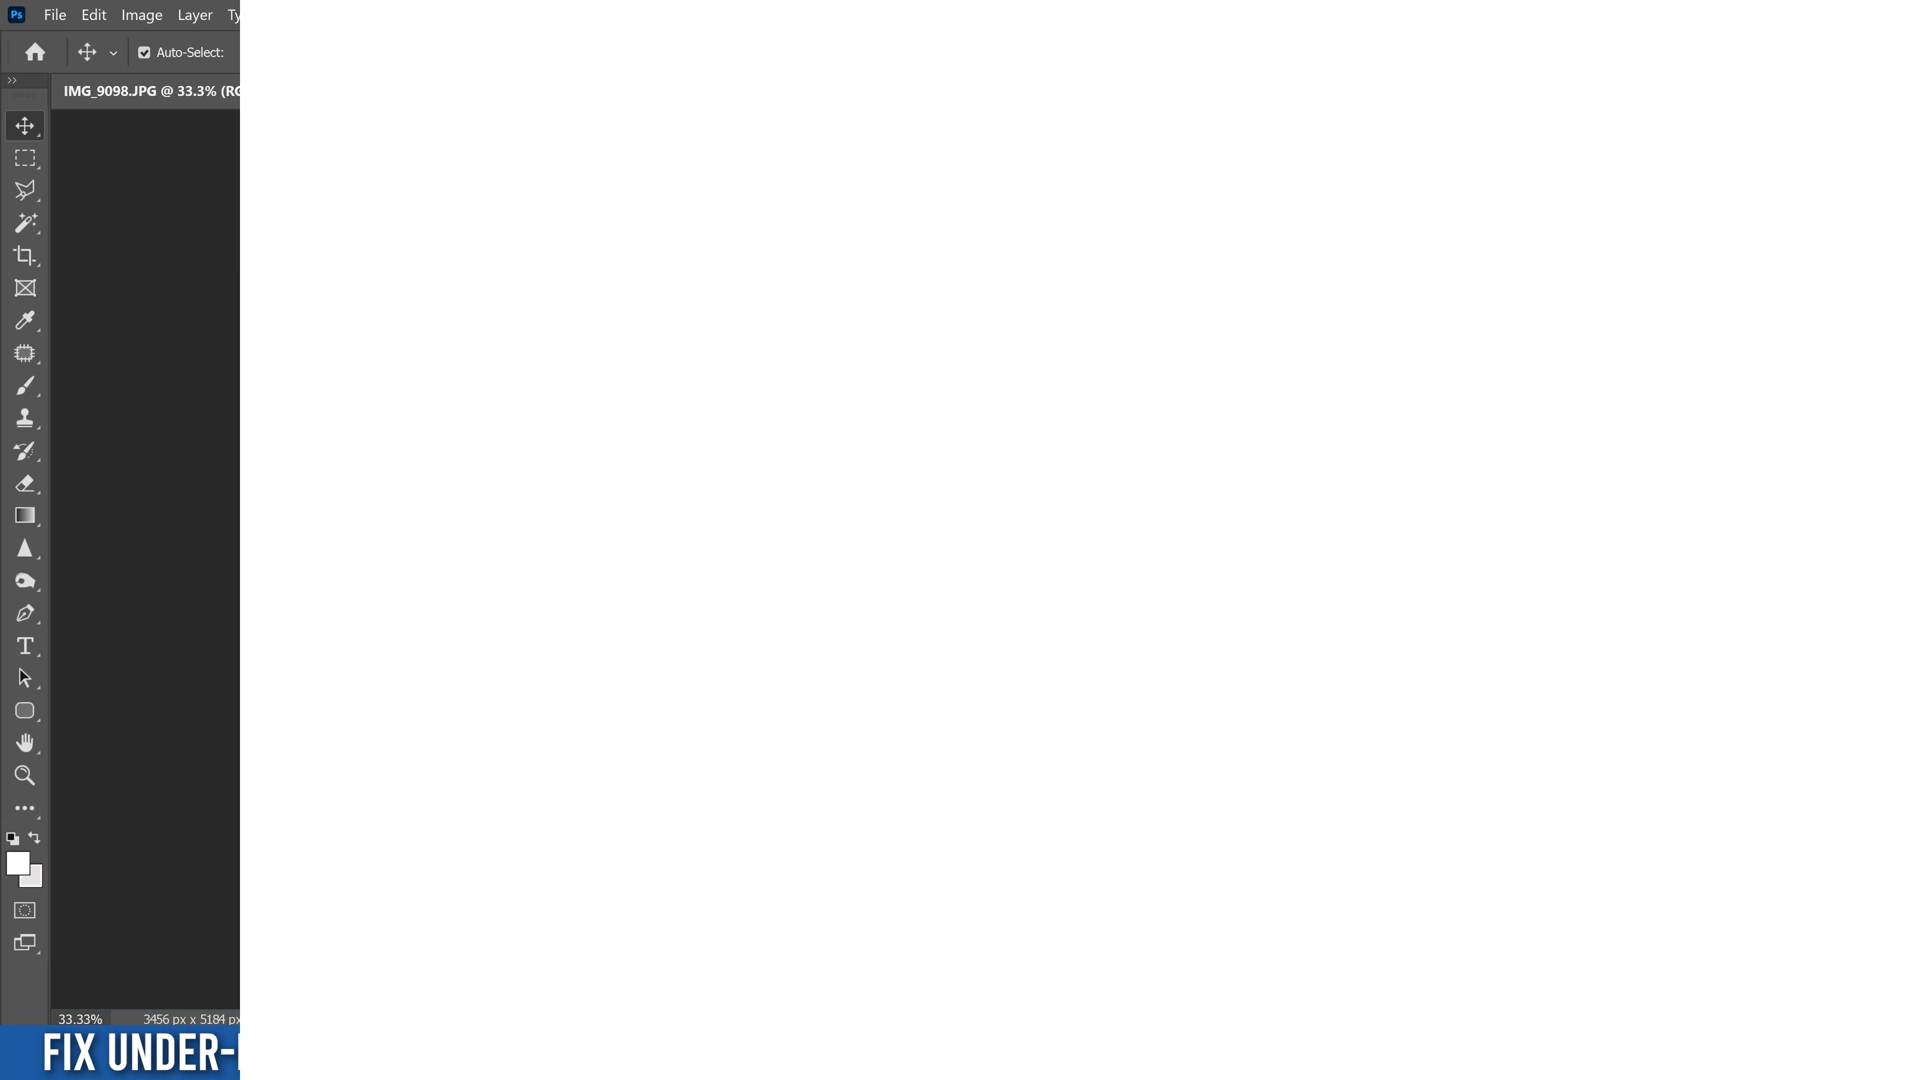 Ps File Edit Image Layer
Auto-Select:
IMG_9098.JPG @ 33.3%
33.33% 3456 px x 5184 px
FIX UNDER-